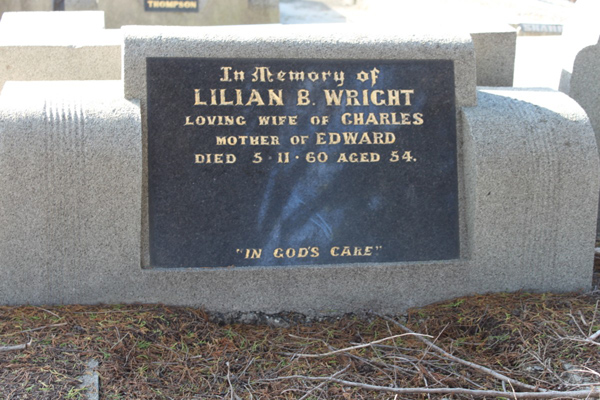 THOMPSON
In Memory of
LILIAN B. WRIGHT
LOVING WIFE OF CHARLES
MOTHER OF EDWARD
DIED 5·11·60 AGED 54.
"IN GOD'S CARE"